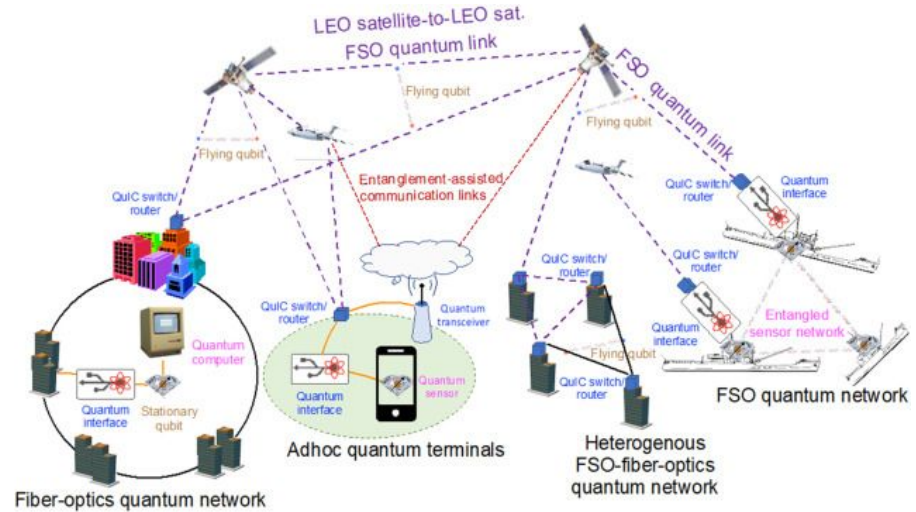 LEO satellite-to-LEO sat.
FSO quantum link
FSO quantum link
Flying qubit
Flying qubit
Flying qubit
Entanglement-assisted
communication links
QuIC switch/
router
Quantum
interface
QuIC switch/
router
QuIC switch/
router
QuIC switch/
router
Quantum
transceiver
Quantum
computer
Entangled
sensor network
Flying qubit
Quantum
interface
Quantum
sensor
QuIC switch/
router
Quantum
interface
Stationary
qubit
Quantum
interface
FSO quantum network
Adhoc quantum terminals
Heterogenous
FSO-fiber-optics
quantum network
Fiber-optics quantum network